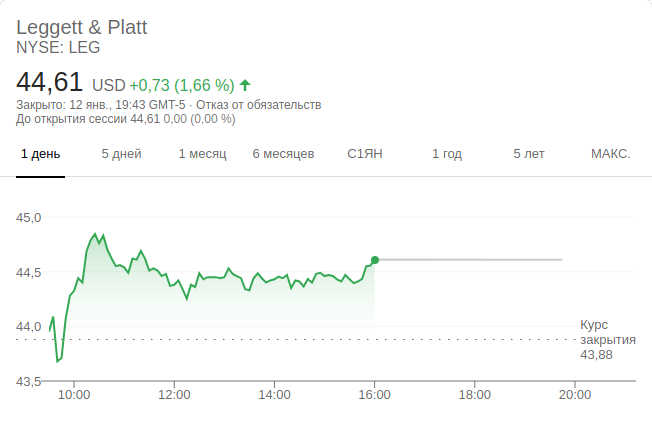 Leggett & Platt
NYSE: LEG
44,61 USD +0,73 (1,66 %)
Закрыто: 12 янв., 19:43 GMT-5 · Отказ от обязательств
До открытия сессии 44,61 0,00 (0,00 %)
1 день 5 дней 1 месяц 6 месяцев С1ЯН 1 год 5 лет МАКС.
45,0
44,5
44,0
Курс
закрытия
43,88
43,5
10:00 12:00 14:00 16:00 18:00 20:00